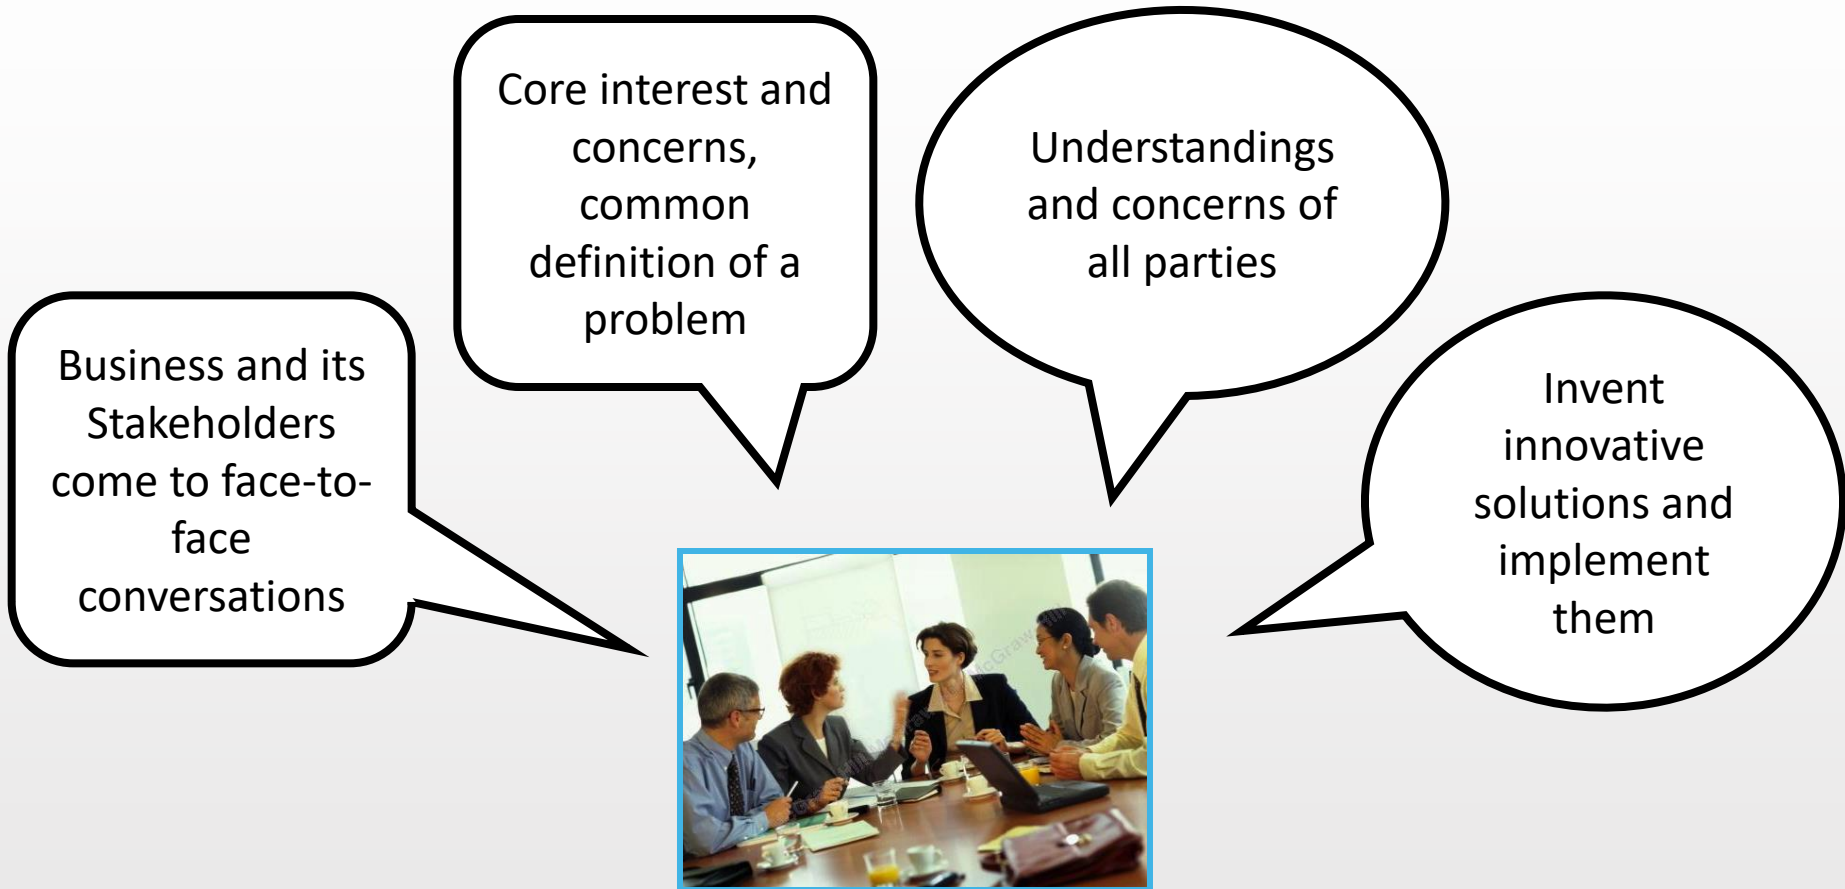 Business and its
Stakeholders
come to face-to-
face
conversations
Core interest and
concerns,
common
definition of a
problem
Understandings
and concerns of
all parties
Invent
innovative
solutions and
implement
them